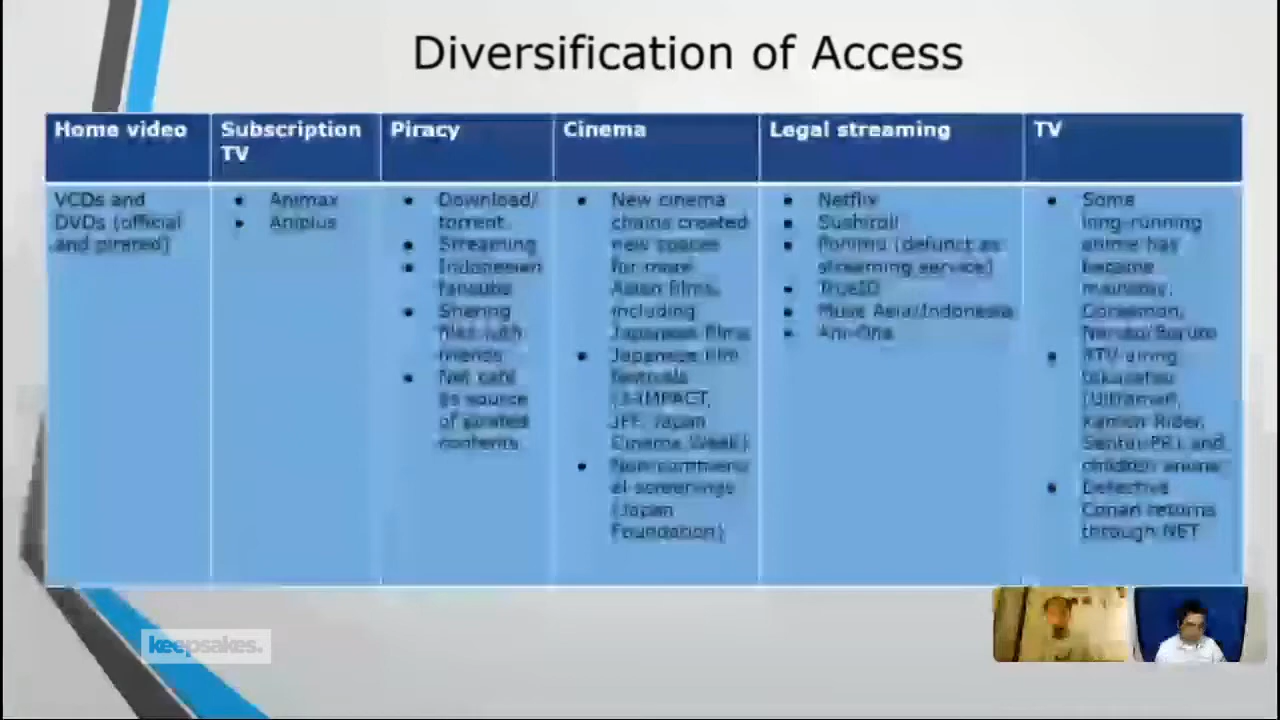 Diversification of Access
Home video
Subscription
TV
Piracy
Cinema
Legal streaming
TV
VCDs and
DVDs (official
and pirated)
• Animax
• Aniplus
• Download/
torrent
• Streaming
• Indonesian
fansubs
• Sharing
files with
friends
• Net café
as source
of pirated
contents
• New cinema
chains created
new spaces
for more
Asian films,
including
Japanese films
• Japanese film
festivals
JFF, Japan
Cinema Week)
• Non-commerci
al screenings
(Japan
Foundation)
• Netflix
• Sushiroll
• Ponimu (defunct as
streaming service)
• TrueID
• Muse Asia/Indonesia
• Ani-One
• Some
long-running
anime has
became
mainstay,
Doraemon,
Naruto/Boruto
• RTV airing
tokusatsu
(Ultraman,
Kamen Rider,
Sentai-PR) and
children anime
• Detective
Conan returns
through NET
keepsakes.